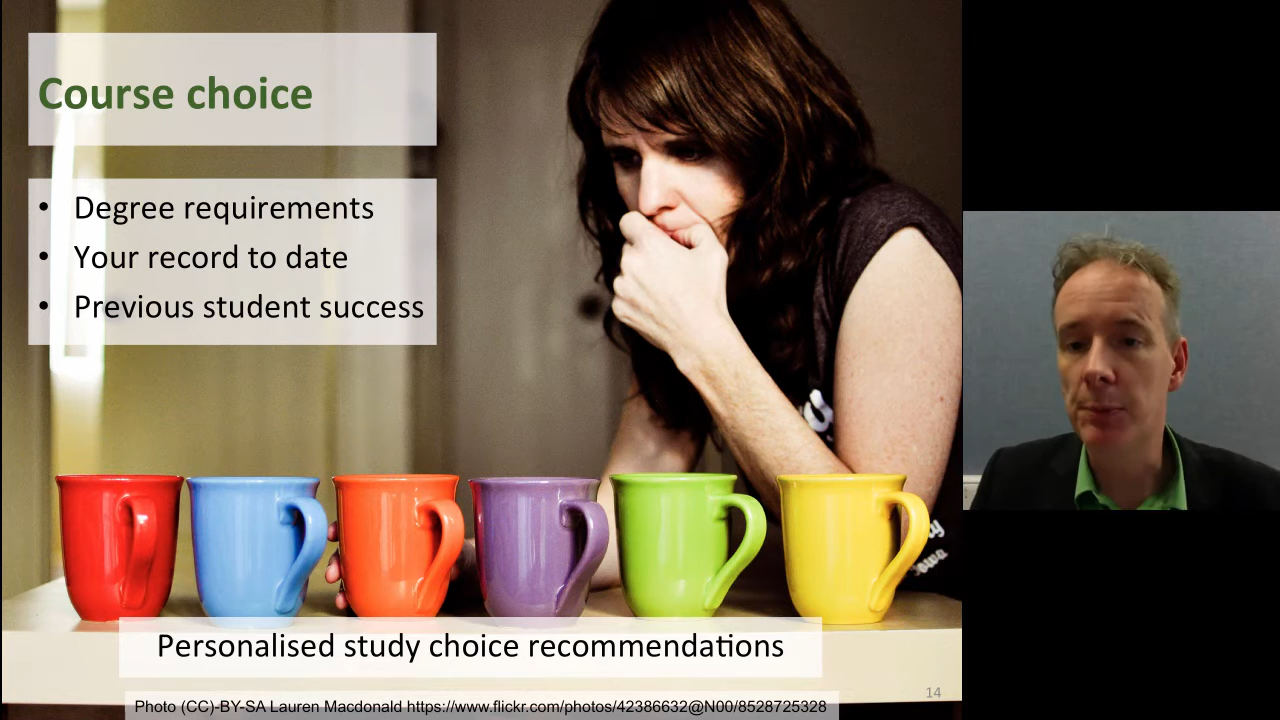 Course choice
• Degree requirements
• Your record to date
• Previous student success
Personalised study choice recommendations
14
Photo (CC)-BY-SA Lauren Macdonald https://www.flickr.com/photos/42386632@N00/8528725328